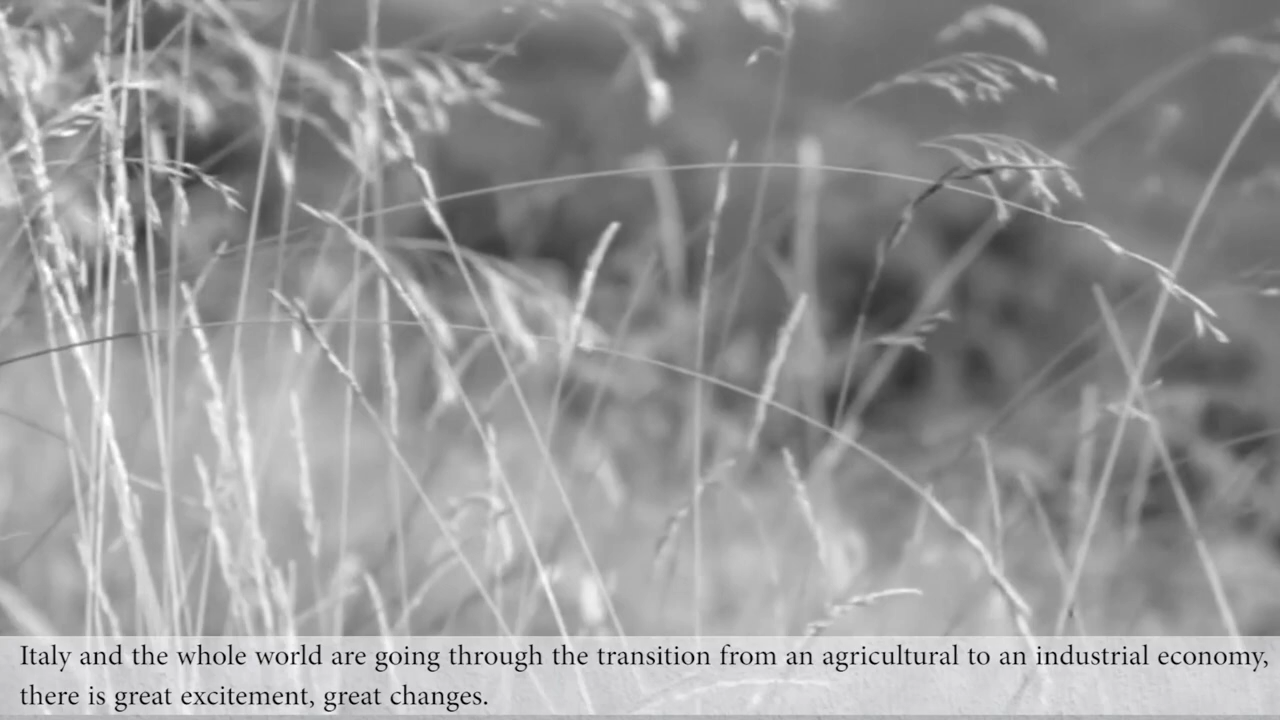 Italy and the whole world are going through the transition from an agricultural to an industrial economy,
there is great excitement, great changes.